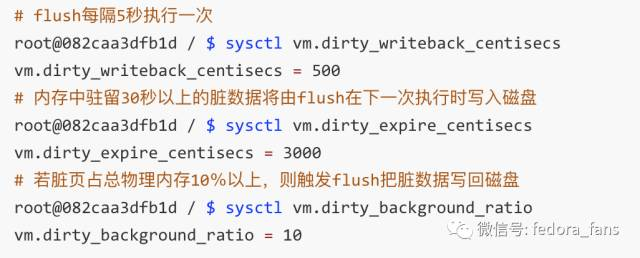 # flush每隔5秒执行一次
root@082caa3dfb1d / $ sysctl vm.dirty_writeback_centisecs
vm.dirty_writeback_centisecs = 500
# 内存中驻留30秒以上的脏数据将由flush在下一次执行时写入磁盘
root@082caa3dfb1d / $ sysctl vm.dirty_expire_centisecs
vm.dirty_expire_centisecs = 3000
# 若脏页占总物理内存10％以上，则触发flush把脏数据写回磁盘
root@082caa3dfb1d / $ sysctl vm.dirty_background_ratio
vm.dirty_background_ratio = 10
微信号: fedora_fans